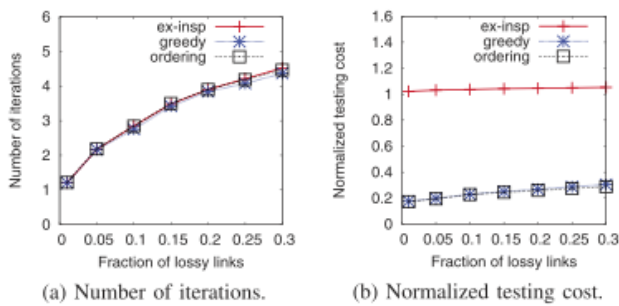 6
5
4
3
2
1
0
Number of iterations
ex-insp
greedy
ordering
0 0.05 0.1 0.15 0.2 0.25 0.3
Fraction of lossy links
(a) Number of iterations.
1.6
1.4
1.2
1
0.8
0.6
0.4
0.2
0
Normalized testing cost
ex-insp
greedy
ordering
0 0.05 0.1 0.15 0.2 0.25 0.3
Fraction of lossy links
(b) Normalized testing cost.